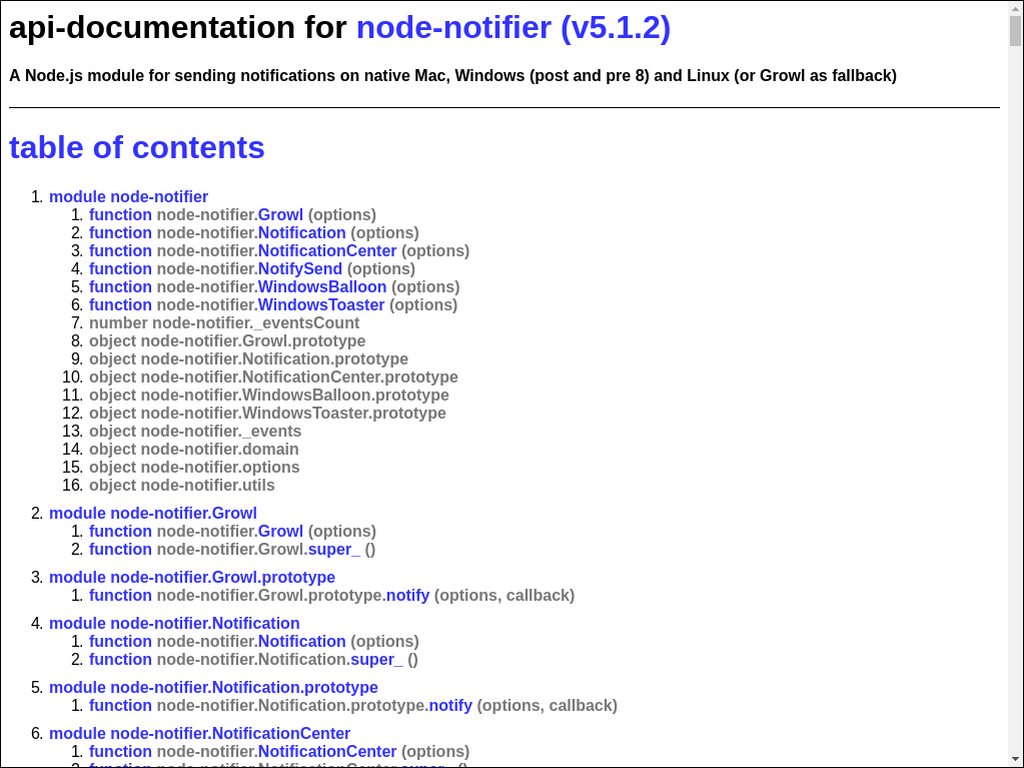 api-documentation for node-notifier (v5.1.2)
A Node.js module for sending notifications on native Mac, Windows (post and pre 8) and Linux (or Growl as fallback)
table of contents
1. module node-notifier
1. function node-notifier.Growl (options)
2. function node-notifier.Notification (options)
3. function node-notifier.NotificationCenter (options)
4. function node-notifier.NotifySend (options)
5. function node-notifier.WindowsBalloon (options)
6. function node-notifier.WindowsToaster (options)
7. number node-notifier._eventsCount
8. object node-notifier.Growl.prototype
9. object node-notifier.Notification.prototype
10. object node-notifier.NotificationCenter.prototype
11. object node-notifier.WindowsBalloon.prototype
12. object node-notifier.WindowsToaster.prototype
13. object node-notifier._events
14. object node-notifier.domain
15. object node-notifier.options
16. object node-notifier.utils
2. module node-notifier.Growl
1. function node-notifier.Growl (options)
2. function node-notifier.Growl.super_ ()
3. module node-notifier.Growl.prototype
1. function node-notifier.Growl.prototype.notify (options, callback)
4. module node-notifier.Notification
1. function node-notifier.Notification (options)
2. function node-notifier.Notification.super_ ()
5. module node-notifier.Notification.prototype
1. function node-notifier.Notification.prototype.notify (options, callback)
6. module node-notifier.NotificationCenter
1. function node-notifier.NotificationCenter (options)
2. function node-notifier.NotificationCenter.super_ ()